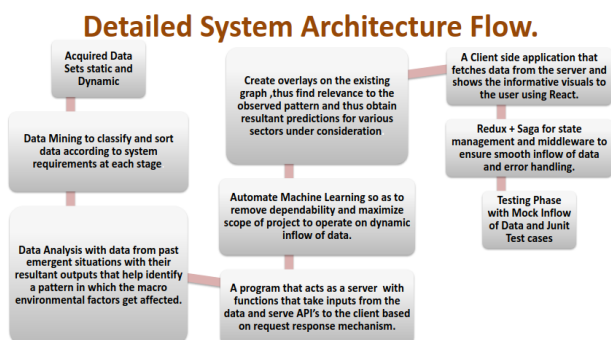 Detailed System Architecture Flow.
Acquired Data
Sets static and
Dynamic
Data Mining to classify and sort
data according to system
requirements at each stage
Data Analysis with data from past
emergent situations with their
resultant outputs that help identify
a pattern in which the macro
environmental factors get affected.
A program that acts as a server with
functions that take inputs from the
data and serve API's to the client based
on request response mechanism.
Automate Machine Learning so as to
remove dependability and maximize
scope of project to operate on dynamic
inflow of data.
Create overlays on the existing
graph ,thus find relevance to the
observed pattern and thus obtain
resultant predictions for various
sectors under consideration
A Client side application that
fetches data from the server and
shows the informative visuals to
the user using React.
Redux + Saga for state
management and middleware to
ensure smooth inflow of data
and error handling.
Testing Phase
with Mock Inflow
of Data and Junit
Test cases